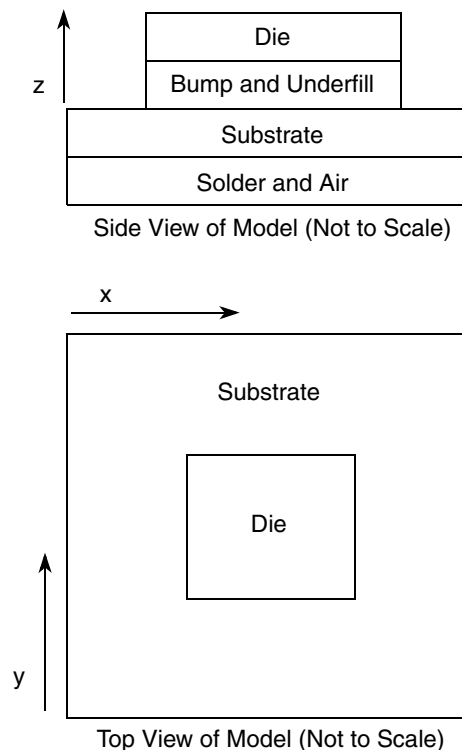 Die
z
Bump and Underfill
Substrate
Solder and Air
Side View of Model (Not to Scale)
x
Substrate
Die
y
Top View of Model (Not to Scale)